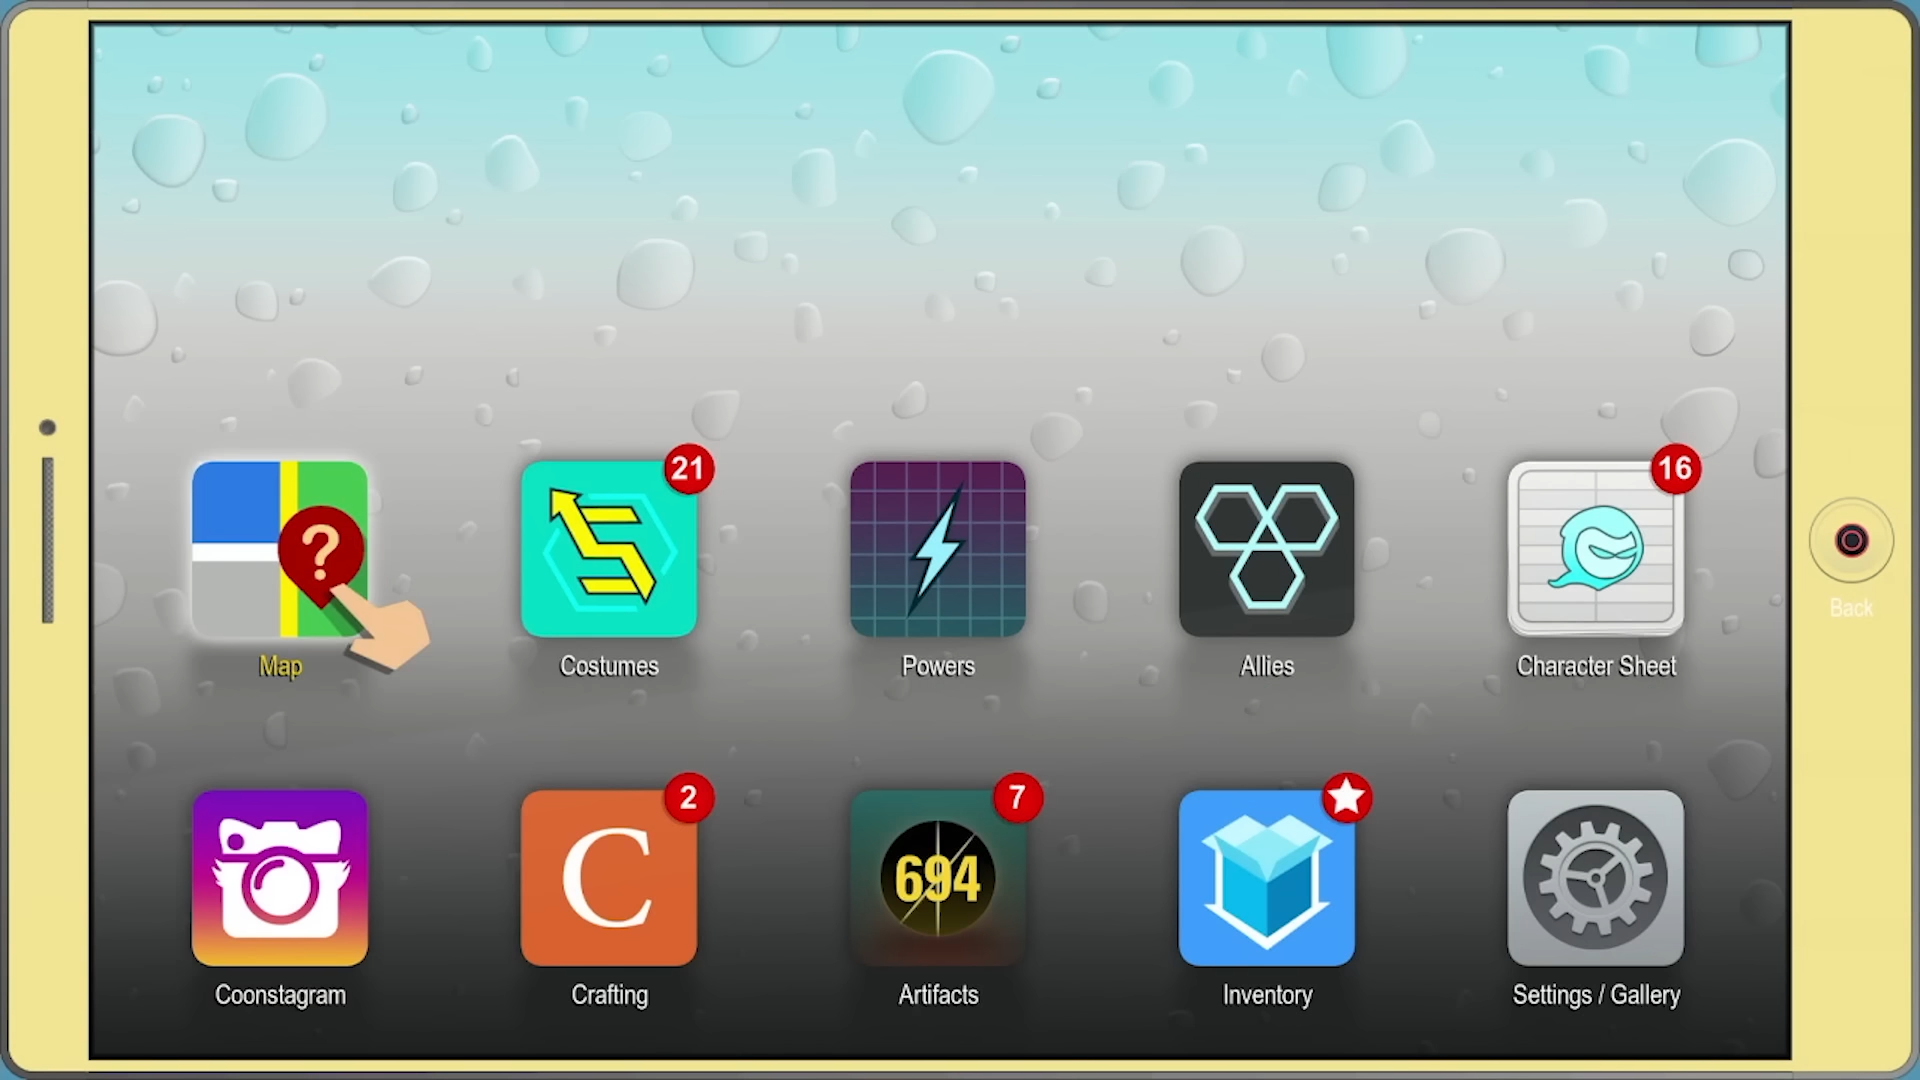 21
16
?
Map
Costumes
Powers
Allies
Character Sheet
Back
2
7
C
694
Coonstagram
Crafting
Artifacts
Inventory
Settings / Gallery